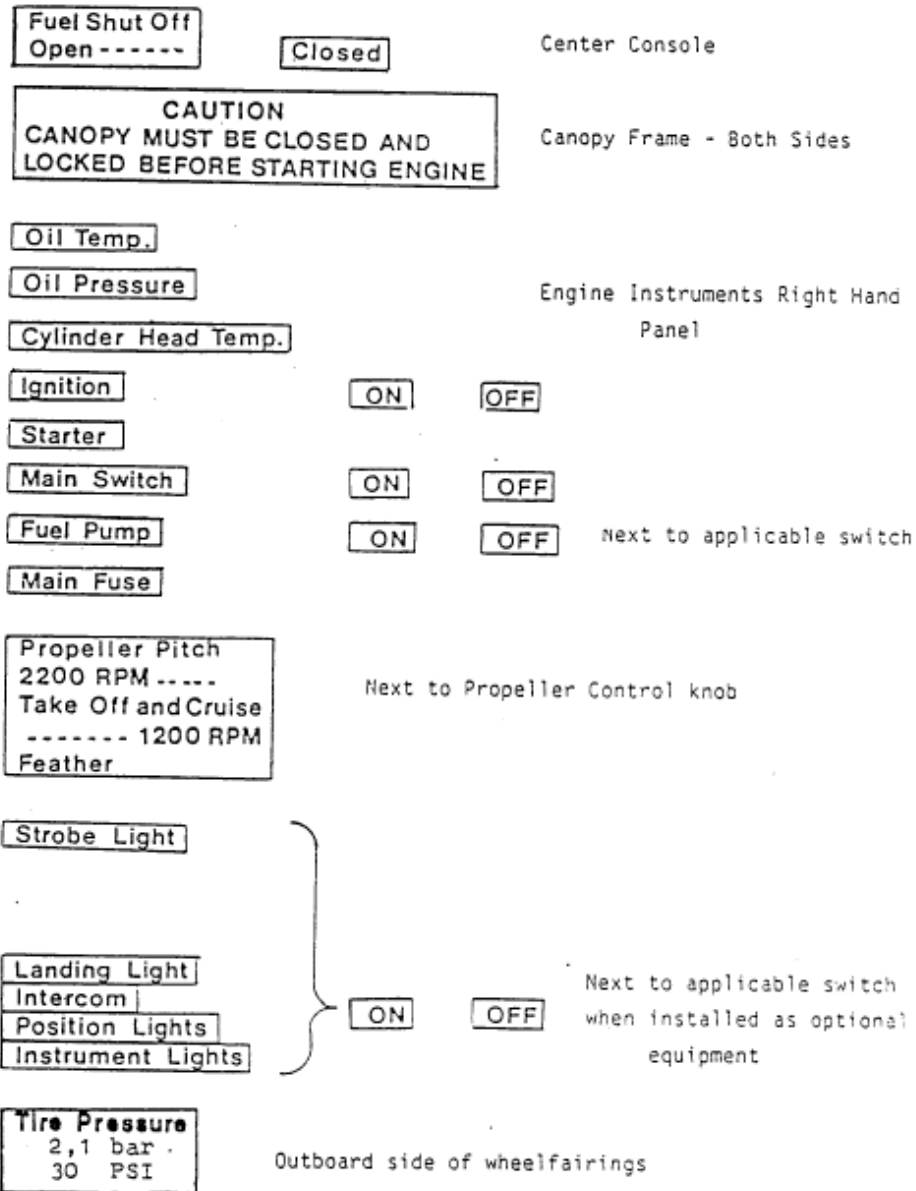 Fuel Shut Off
Open ------ Closed Center Console
CAUTION
CANOPY MUST BE CLOSED AND
LOCKED BEFORE STARTING ENGINE
Canopy Frame - Both Sides
Oil Temp.
Oil Pressure
Cylinder Head Temp.
Engine Instruments Right Hand
Panel
Ignition ON OFF
Starter
Main Switch ON OFF
Fuel Pump ON OFF Next to applicable switch
Main Fuse
Propeller Pitch
2200 RPM -----
Take Off and Cruise
------- 1200 RPM
Feather
Next to Propeller Control knob
Strobe Light
Landing Light
Intercom
Position Lights
Instrument Lights
ON OFF
Next to applicable switch
when installed as optional
equipment
Tire Pressure
2,1 bar
30 PSI
Outboard side of wheelfairings